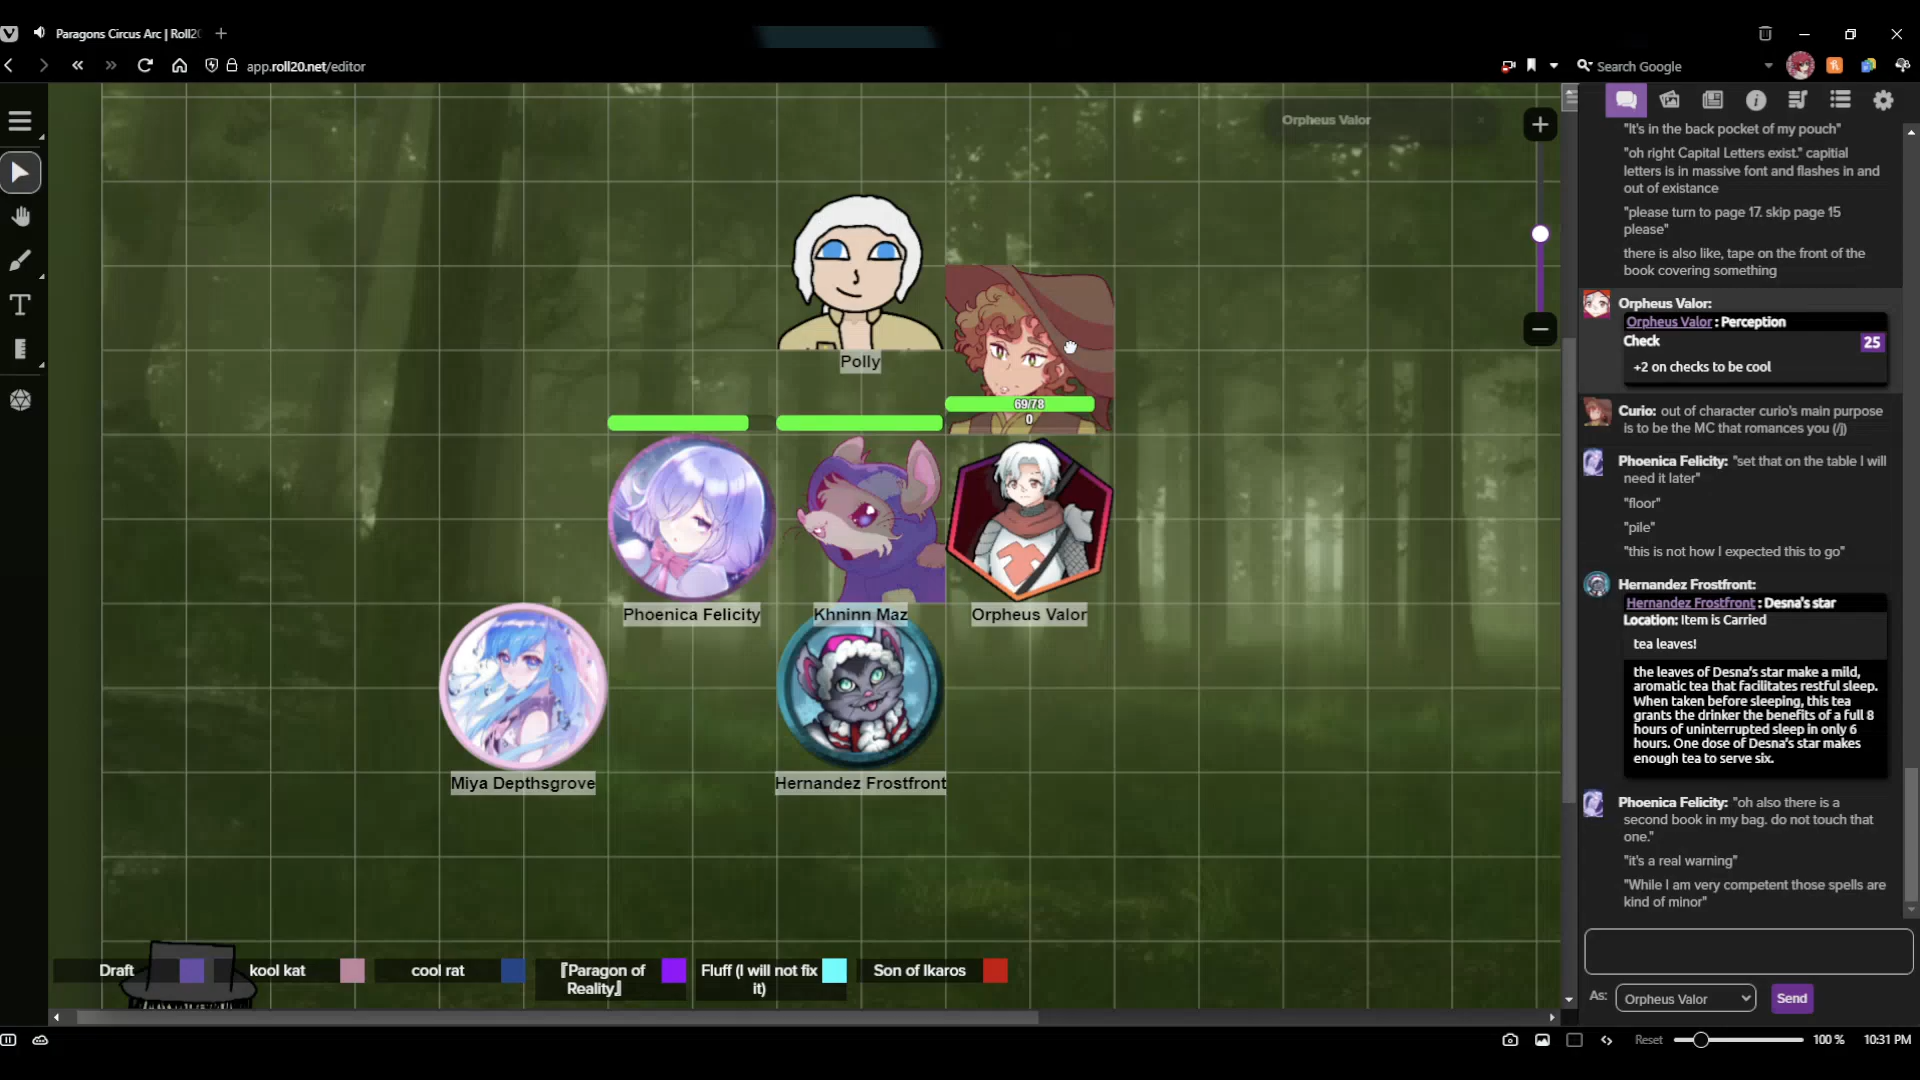 Paragons Circus Arc | Roll20
app.roll20.net/editor
Search Google
Orpheus Valor
Polly
69/78
0
Phoenica Felicity
Khninn Maz
Orpheus Valor
Miya Depthsgrove
Hernandez Frostfront
Draft
kool kat
cool rat
『Paragon of
Reality』
Fluff (I will not fix
it)
Son of Ikaros
"It's in the back pocket of my pouch"
"oh right Capital Letters exist." capitial
letters is in massive font and flashes in and
out of existance
"please turn to page 17. skip page 15
please"
there is also like, tape on the front of the
book covering something
Orpheus Valor:
Orpheus Valor : Perception
Check
25
+2 on checks to be cool
Curio: out of character curio's main purpose
is to be the MC that romances you (/j)
Phoenica Felicity: "set that on the table I will
need it later"
"floor"
"pile"
"this is not how I expected this to go"
Hernandez Frostfront:
Hernandez Frostfront : Desna's star
Location: Item is Carried
tea leaves!
the leaves of Desna's star make a mild,
aromatic tea that facilitates restful sleep.
When taken before sleeping, this tea
grants the drinker the benefits of a full 8
hours of uninterrupted sleep in only 6
hours. One dose of Desna's star makes
enough tea to serve six.
Phoenica Felicity: "oh also there is a
second book in my bag. do not touch that
one."
"it's a real warning"
"While I am very competent those spells are
kind of minor"
As:
Orpheus Valor
Send
Reset
100 %
10:31 PM